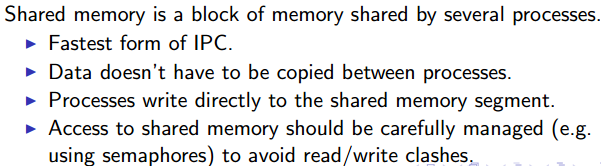 Shared memory is a block of memory shared by several processes.
▶ Fastest form of IPC.
▶ Data doesn't have to be copied between processes.
▶ Processes write directly to the shared memory segment.
▶ Access to shared memory should be carefully managed (e.g.
using semaphores) to avoid read/write clashes.